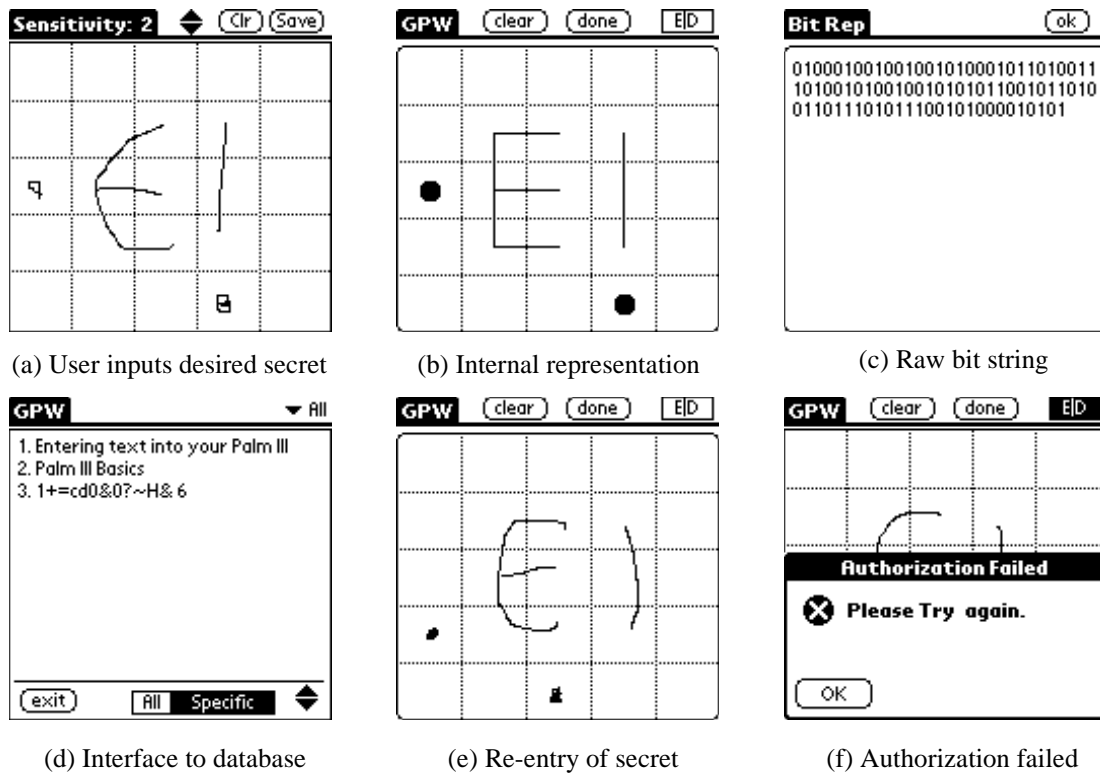 Sensitivity: 2 Clr Save
GPW clear done E|D
Bit Rep ok
010001001001001010001011010011
101001010010010101011001011010
011011101011100101000010101
(a) User inputs desired secret
(b) Internal representation
(c) Raw bit string
GPW All
1. Entering text into your Palm III
2. Palm III Basics
3. 1+=cd0&0?~H& 6
exit All Specific
GPW clear done E|D
GPW clear done E|D
Authorization Failed
Please Try again.
OK
(d) Interface to database
(e) Re-entry of secret
(f) Authorization failed